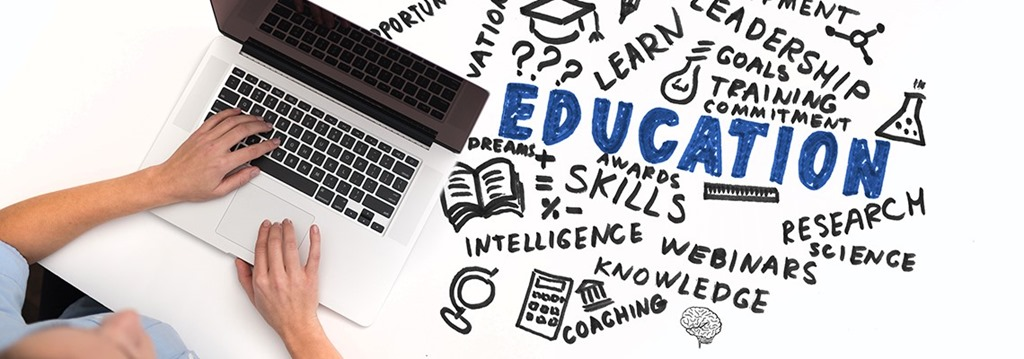 LEADERSHIP
LEARN
GOALS
TRAINING
COMMITMENT
EDUCATION
DREAMS
AWARDS
SKILLS
INTELLIGENCE
WEBINARS
RESEARCH
SCIENCE
KNOWLEDGE
COACHING
???
+
=
% -